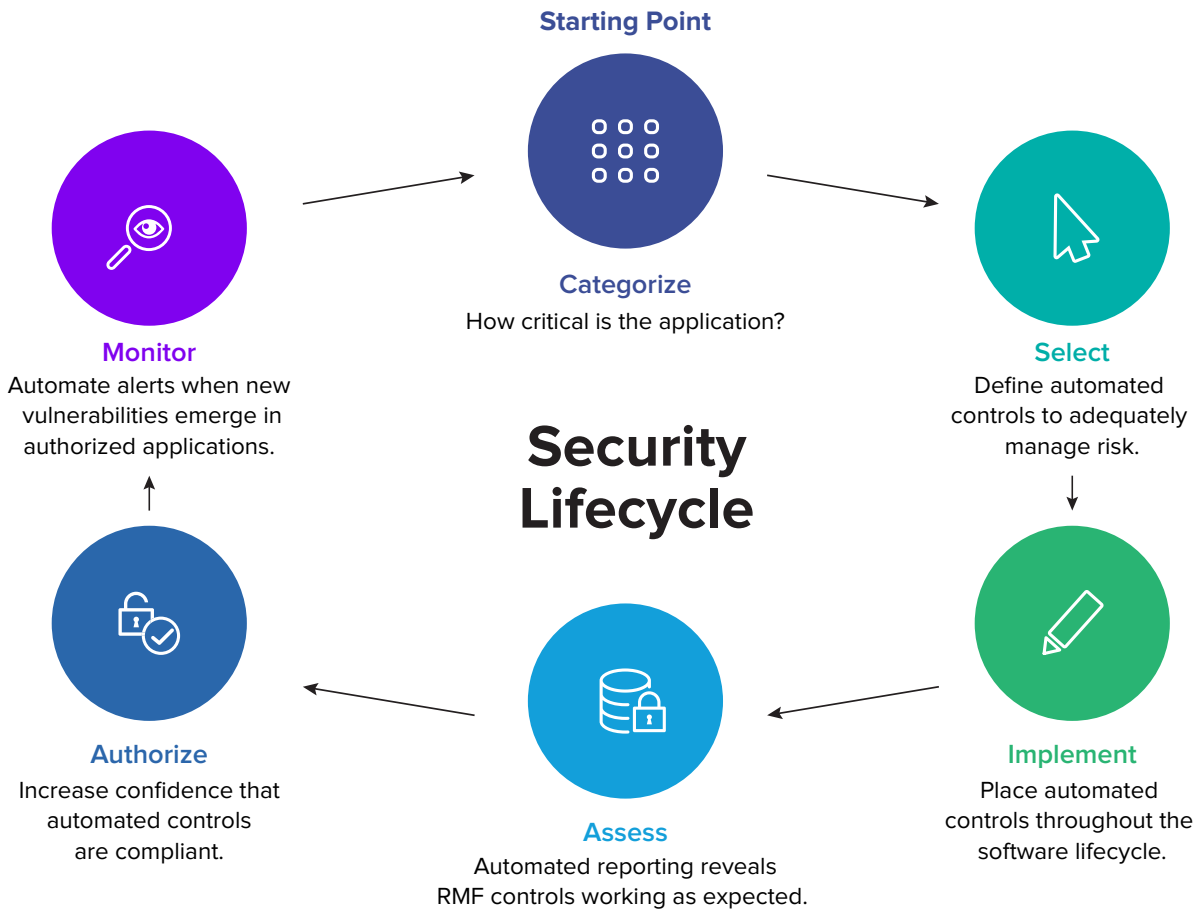 Starting Point
Categorize
How critical is the application?
Select
Define automated
controls to adequately
manage risk.
Implement
Place automated
controls throughout the
software lifecycle.
Assess
Automated reporting reveals
RMF controls working as expected.
Authorize
Increase confidence that
automated controls
are compliant.
Monitor
Automate alerts when new
vulnerabilities emerge in
authorized applications.
Security
Lifecycle